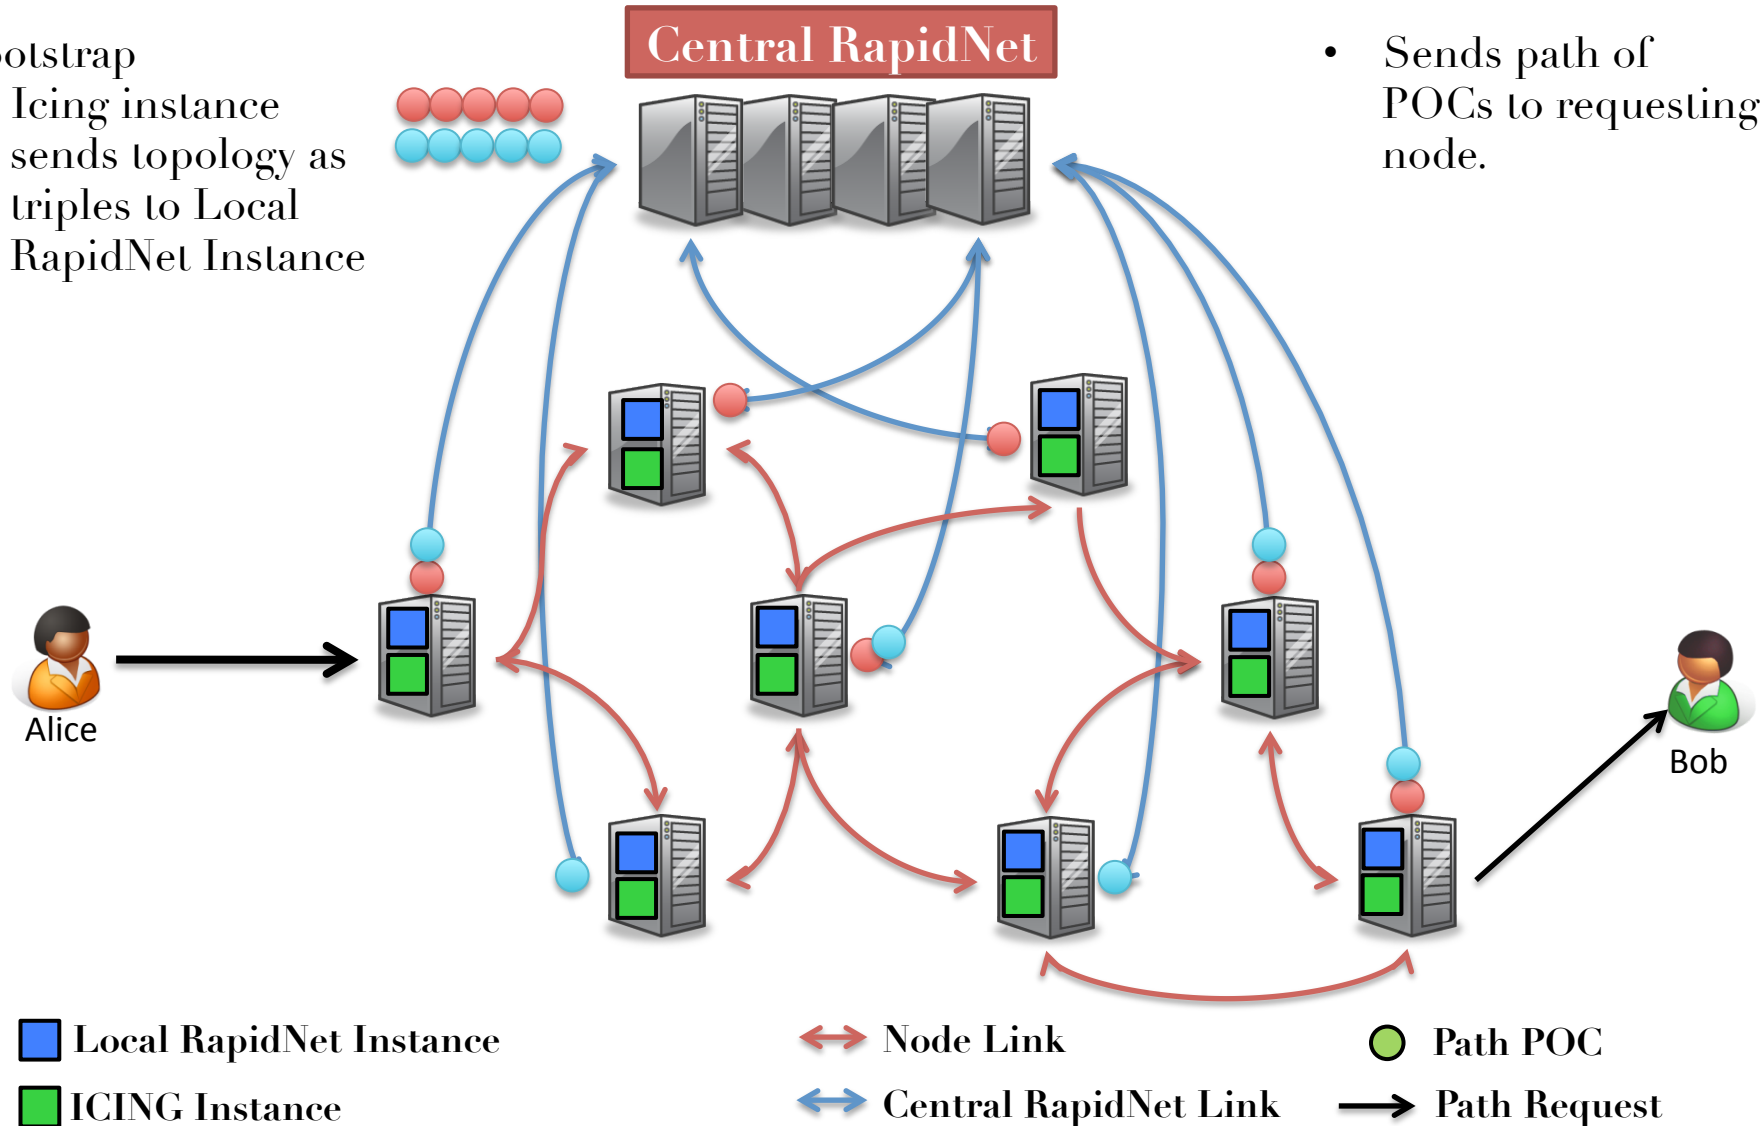 Central RapidNet
otstrap
Icing instance
sends topology as
triples to Local
RapidNet Instance
• Sends path of
POCs to requesting
node.
Alice
Bob
Local RapidNet Instance
ICING Instance
Node Link
Central RapidNet Link
Path POC
Path Request